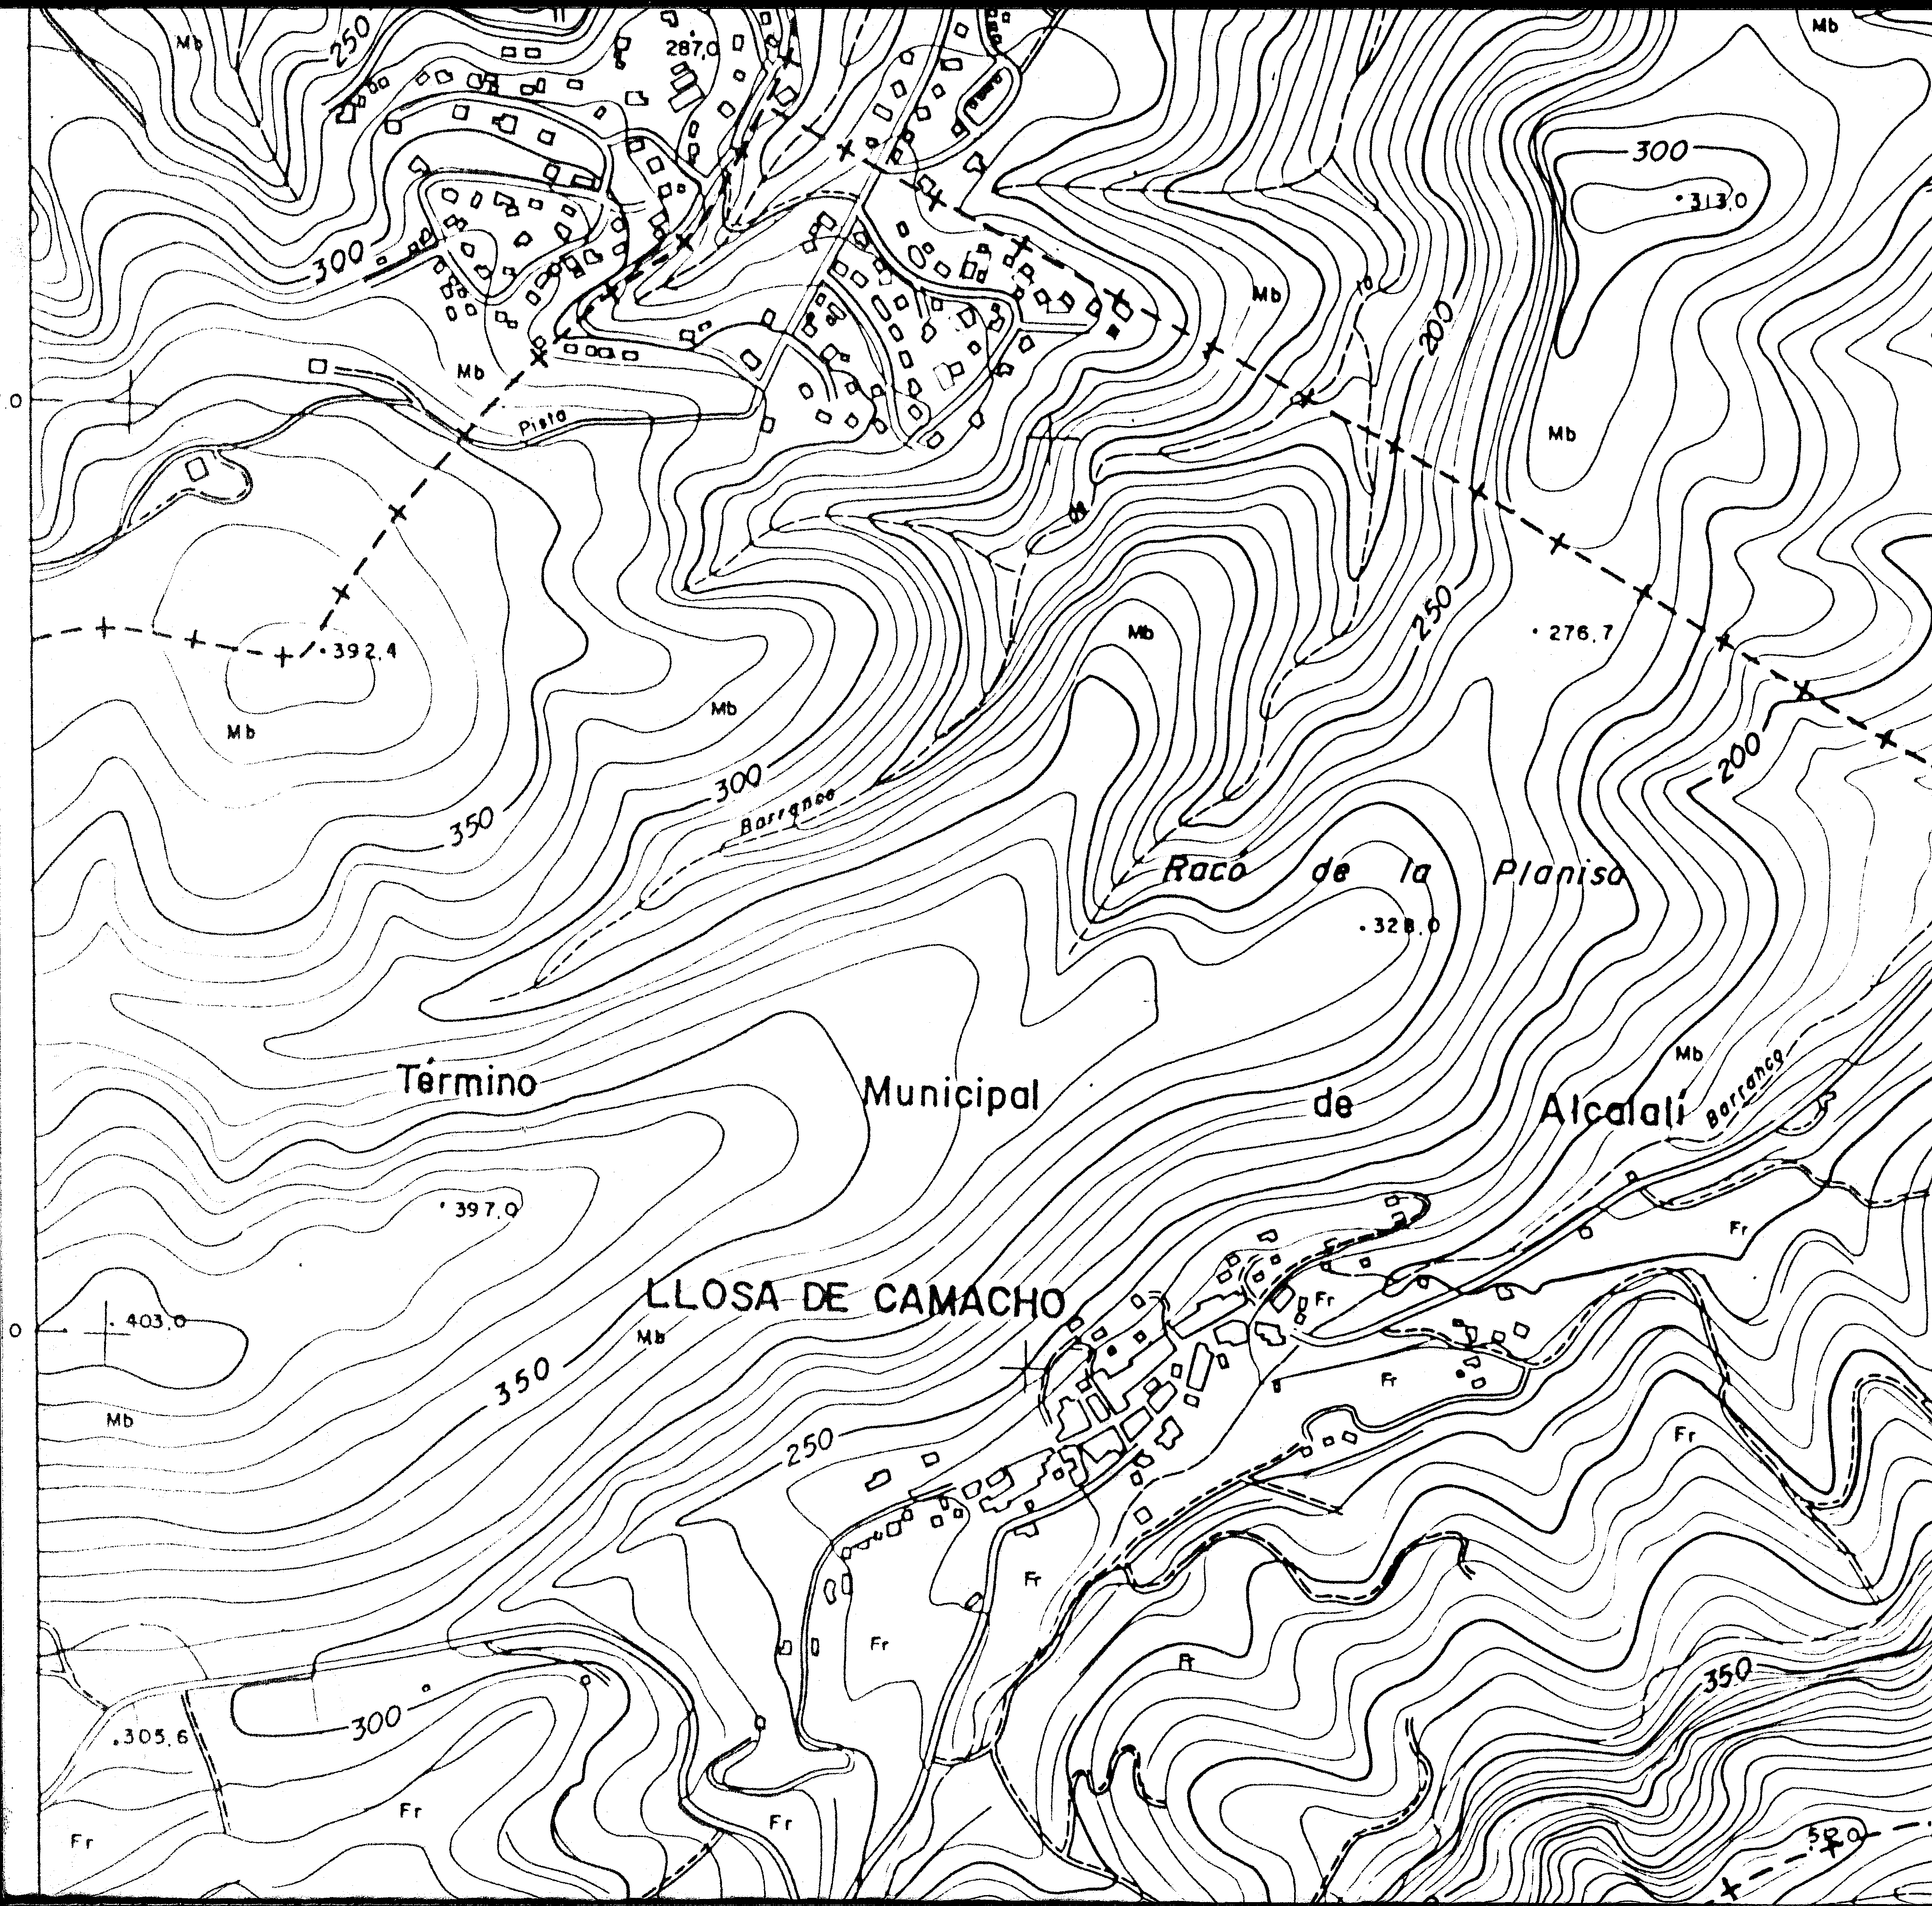 Mb
250
287,0
Mb
300
313,0
300
Mb
200
Mb
Pista
Mb
250
276,7
Mb
392,4
Mb
Mb
300
200
350
Barranco
Racó de la Planisa
328,0
Mb
Barranco
Término Municipal de Alcalalí
397,0
Fr
LLOSA DE CAMACHO
Fr
403,0
Mb
350
Fr
Mb
Fr
250
Fr
Fr
Fr
350
300
305,6
Fr
Fr
Fr
0
0